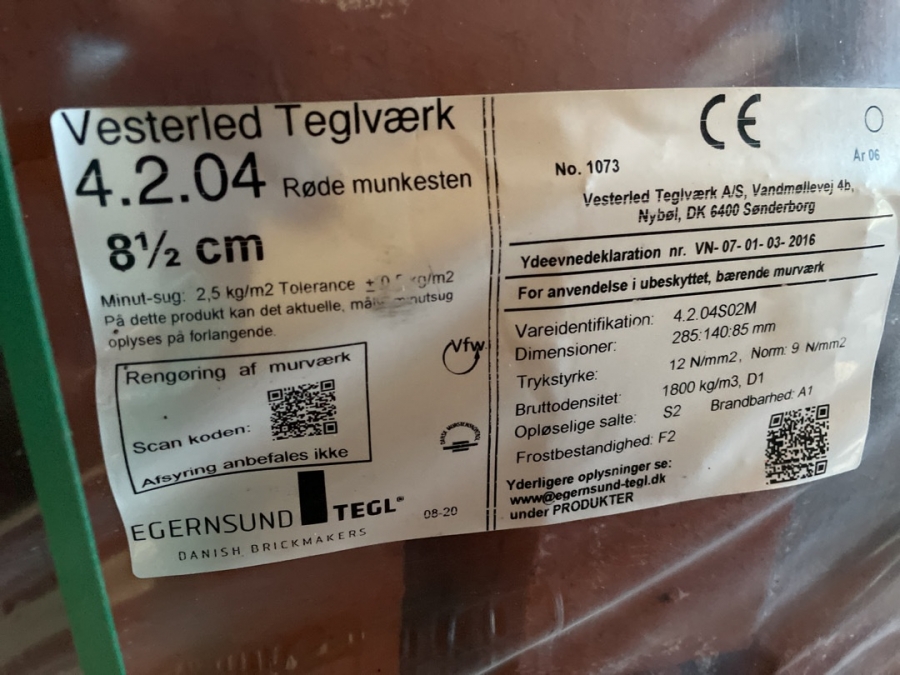 Vesterled Teglværk
4.2.04 Røde munkesten
8½ cm
Minut-sug: 2,5 kg/m2 Tolerance ± /m2
På dette produkt kan det aktuelle,
oplyses på forlangende.
Rengøring af murværk
Scan koden:
Afsyring anbefales ikke
Vfw.
EGERNSUND TEGL
08-20
DANISH BRICKMAKERS
CE
År 06
No. 1073
Vesterled Teglværk A/S, Vandmøllevej 4b,
Nybøl, DK 6400 Sønderborg
Ydeevnedeklaration nr. VN-07-01-03-2016
For anvendelse i ubeskyttet, bærende murværk
Vareidentifikation: 4.2.04S02M
Dimensioner: 285:140:85 mm
Trykstyrke: 12 N/mm2, Norm: 9 N/mm2
Bruttodensitet: 1800 kg/m3, D1
Opløselige salte: S2 Brandbarhed: A1
Frostbestandighed: F2
Yderligere oplysninger se:
www@egernsund-tegl.dk
under PRODUKTER